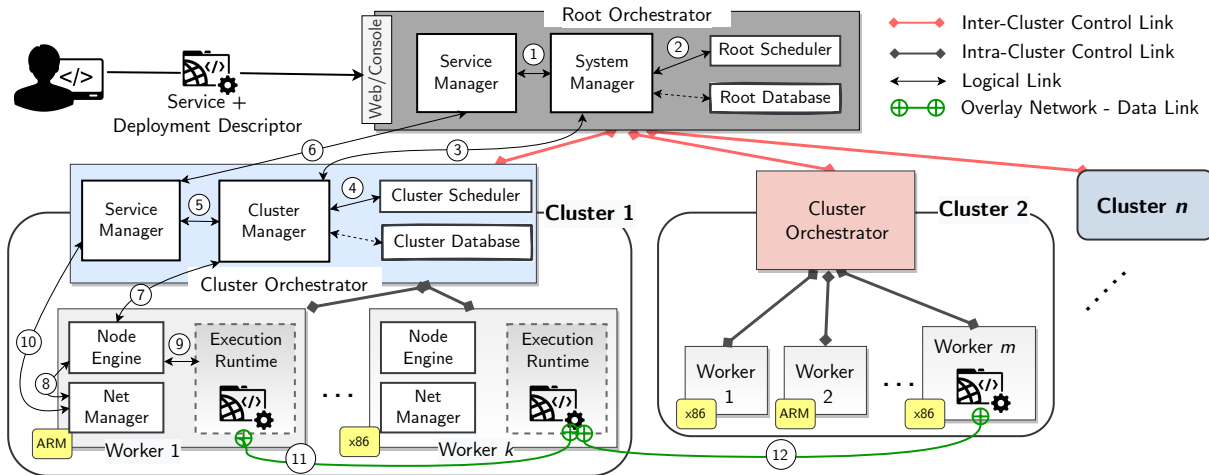 Root Orchestrator
Web/Console
Service
Manager
1
System
Manager
2
Root Scheduler
Root Database
Inter-Cluster Control Link
Intra-Cluster Control Link
Logical Link
Overlay Network - Data Link
</>
</>
Service +
Deployment Descriptor
6
3
Service
Manager
5
Cluster
Manager
4
Cluster Scheduler
Cluster Database
Cluster Orchestrator
Cluster 1
7
10
Node
Engine
9
8
Net
Manager
Execution
Runtime
</>
ARM
Worker 1
...
Node
Engine
Net
Manager
Execution
Runtime
</>
x86
Worker k
11
12
Cluster
Orchestrator
Cluster 2
Worker
1
x86
Worker
2
ARM
...
Worker m
</>
x86
Cluster n
......